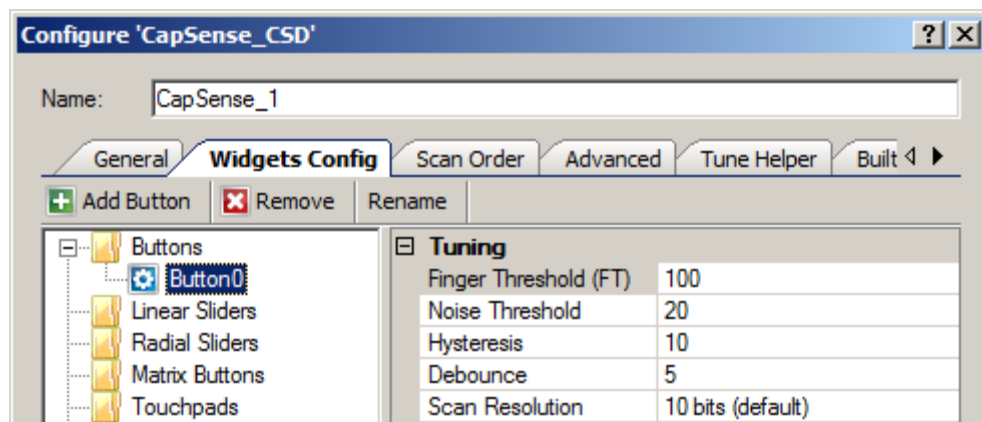 Configure 'CapSense_CSD'
Name: CapSense_1
General Widgets Config Scan Order Advanced Tune Helper Built
Add Button Remove Rename
Buttons
Button0
Linear Sliders
Radial Sliders
Matrix Buttons
Touchpads
Tuning
Finger Threshold (FT) 100
Noise Threshold 20
Hysteresis 10
Debounce 5
Scan Resolution 10 bits (default)